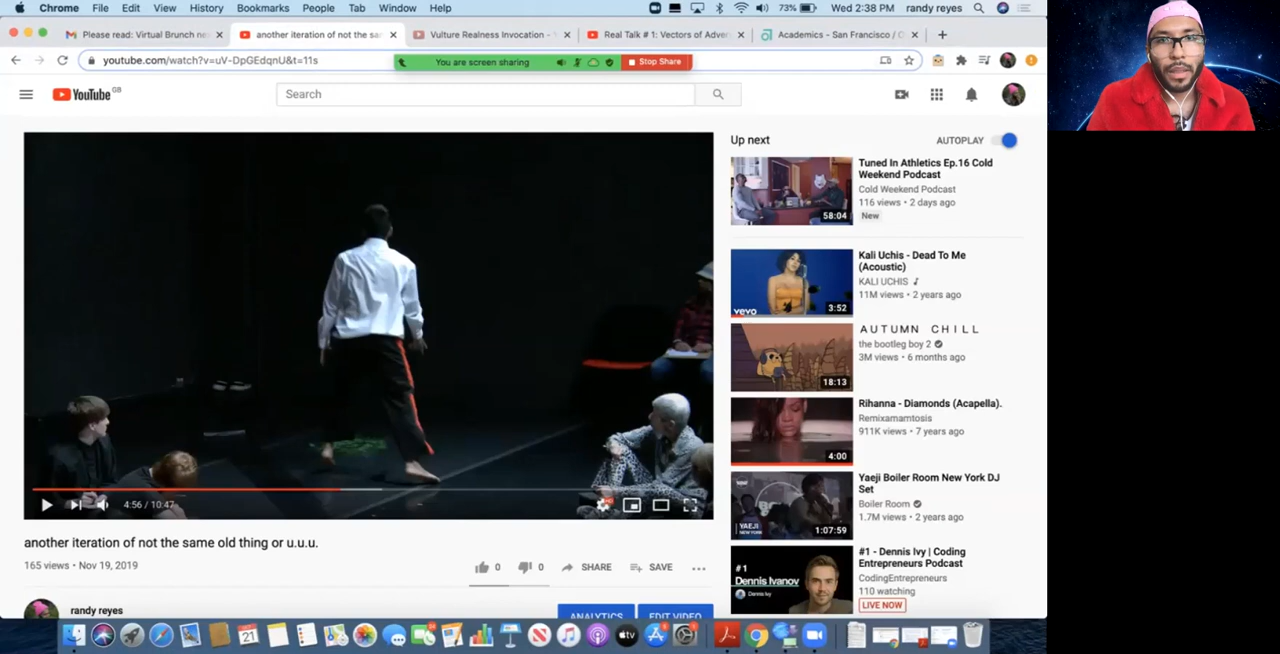 Chrome File Edit View History Bookmarks People Tab Window Help 73% Wed 2:38 PM randy reyes
Please read: Virtual Brunch ne
another iteration of not the sa
Vulture Realness Invocation -
Real Talk # 1: Vectors of Adver
Academics - San Francisco / O
youtube.com/watch?v=uV-DpGEdqnU&t=11s
You are screen sharing
Stop Share
YouTube GB
Search
4:56 / 10:47
another iteration of not the same old thing or u.u.u.
165 views • Nov 19, 2019
0 0 SHARE SAVE
randy reyes
ANALYTICS EDIT VIDEO
Up next
AUTOPLAY
58:04
Tuned In Athletics Ep.16 Cold
Weekend Podcast
Cold Weekend Podcast
116 views • 2 days ago
New
vevo
3:52
Kali Uchis - Dead To Me
(Acoustic)
KALI UCHIS
11M views • 2 years ago
18:13
AUTUMN CHILL
the bootleg boy 2
3M views • 6 months ago
4:00
Rihanna - Diamonds (Acapella).
Remixamamtosis
911K views • 7 years ago
YAEJI
NEW YORK
1:07:59
Yaeji Boiler Room New York DJ
Set
Boiler Room
1.7M views • 2 years ago
#1
Dennis Ivanov
Dennis Ivy
#1 - Dennis Ivy | Coding
Entrepreneurs Podcast
CodingEntrepreneurs
110 watching
LIVE NOW
21
tv